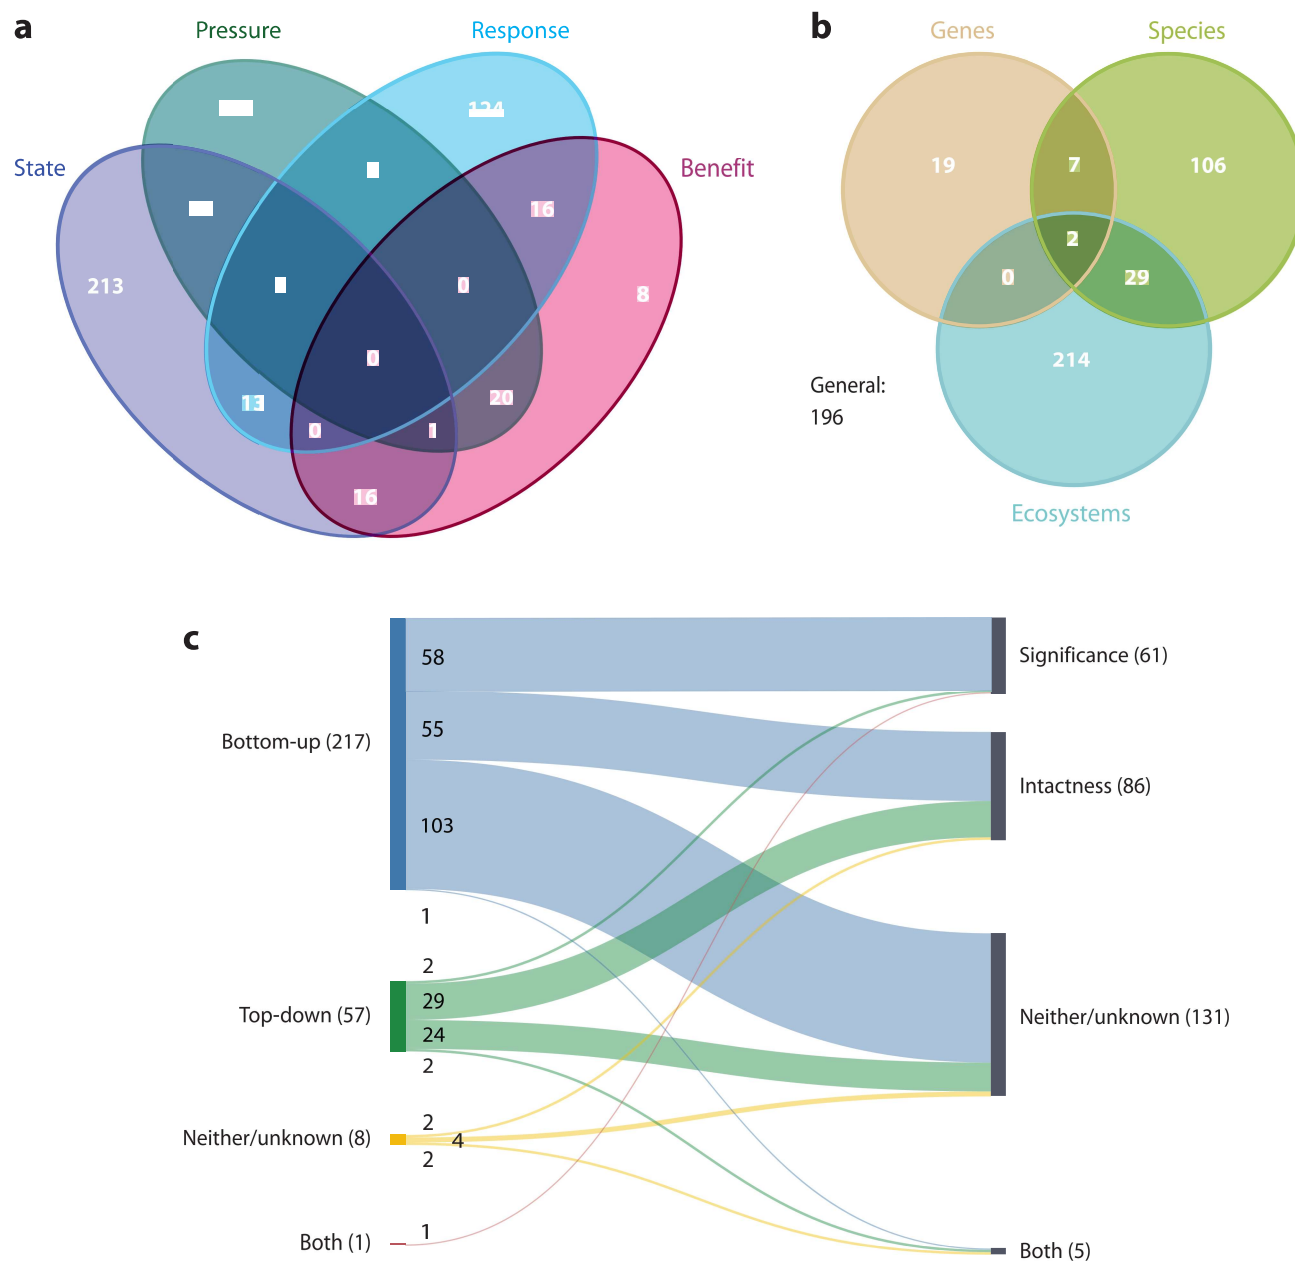 a
Pressure
Response
State
Benefit
124
16
213
0
8
0
13
20
0
1
16
b
Genes
Species
19
7
106
2
0
29
214
General:
196
Ecosystems
c
58
Significance (61)
55
Bottom-up (217)
Intactness (86)
103
1
2
29
Top-down (57)
Neither/unknown (131)
24
2
2
Neither/unknown (8)
4
2
1
Both (1)
Both (5)